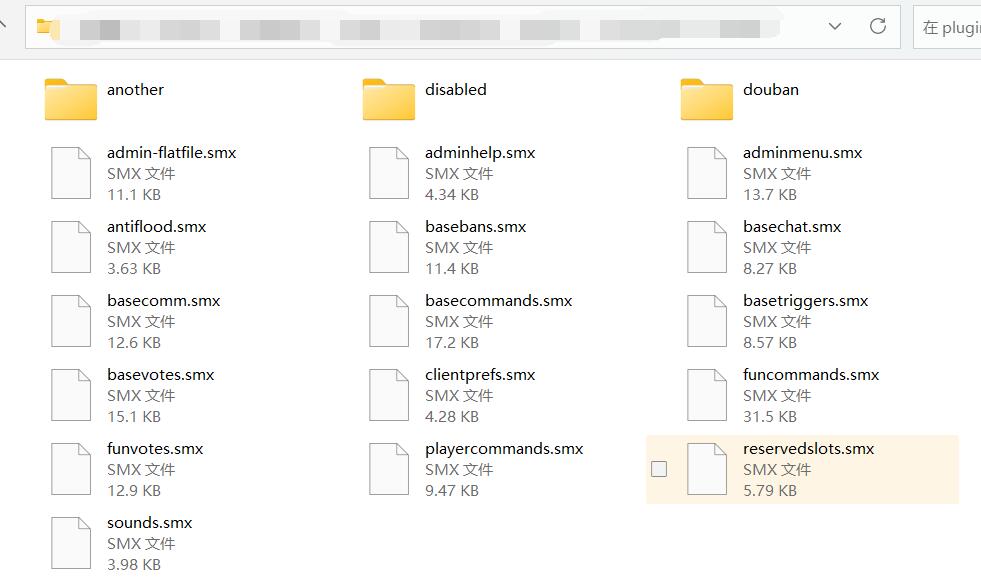 在 plugin
another
disabled
douban
admin-flatfile.smx
SMX 文件
11.1 KB
adminhelp.smx
SMX 文件
4.34 KB
adminmenu.smx
SMX 文件
13.7 KB
antiflood.smx
SMX 文件
3.63 KB
basebans.smx
SMX 文件
11.4 KB
basechat.smx
SMX 文件
8.27 KB
basecomm.smx
SMX 文件
12.6 KB
basecommands.smx
SMX 文件
17.2 KB
basetriggers.smx
SMX 文件
8.57 KB
basevotes.smx
SMX 文件
15.1 KB
clientprefs.smx
SMX 文件
4.28 KB
funcommands.smx
SMX 文件
31.5 KB
funvotes.smx
SMX 文件
12.9 KB
playercommands.smx
SMX 文件
9.47 KB
reservedslots.smx
SMX 文件
5.79 KB
sounds.smx
SMX 文件
3.98 KB